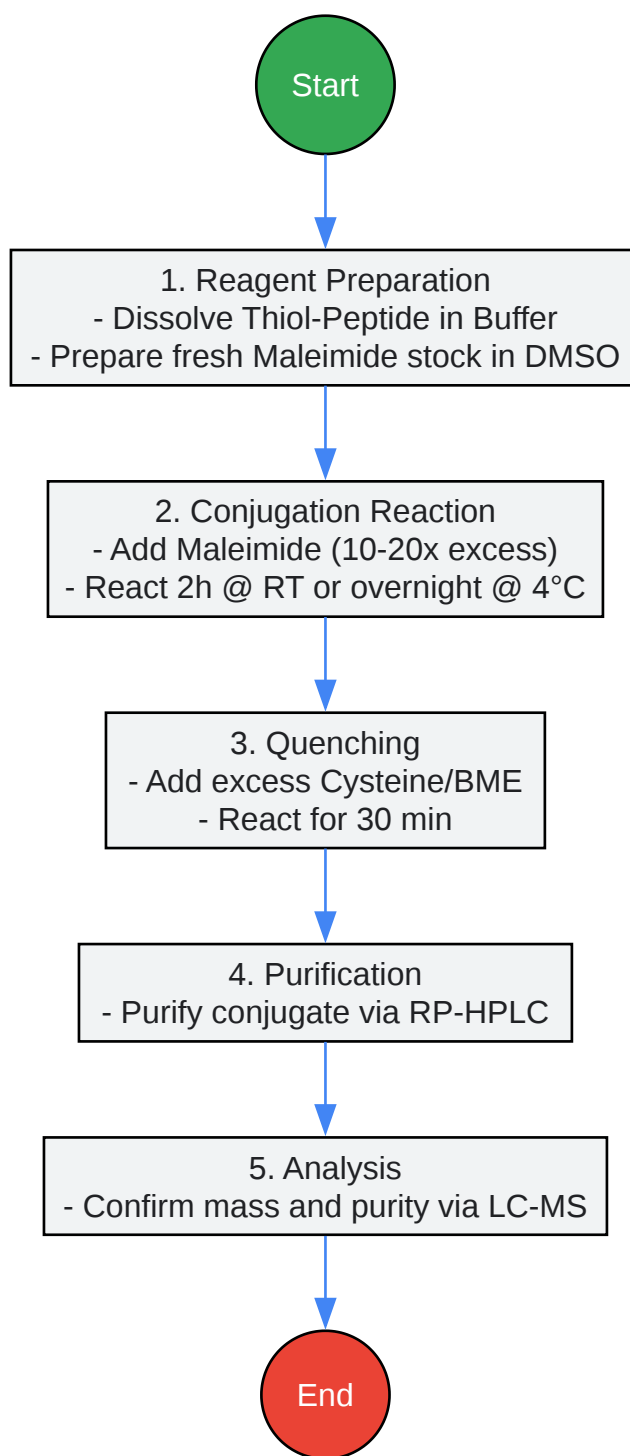 Start
1. Reagent Preparation
- Dissolve Thiol-Peptide in Buffer
- Prepare fresh Maleimide stock in DMSO
2. Conjugation Reaction
- Add Maleimide (10-20x excess)
- React 2h @ RT or overnight @ 4°C
3. Quenching
- Add excess Cysteine/BME
- React for 30 min
4. Purification
- Purify conjugate via RP-HPLC
5. Analysis
- Confirm mass and purity via LC-MS
End